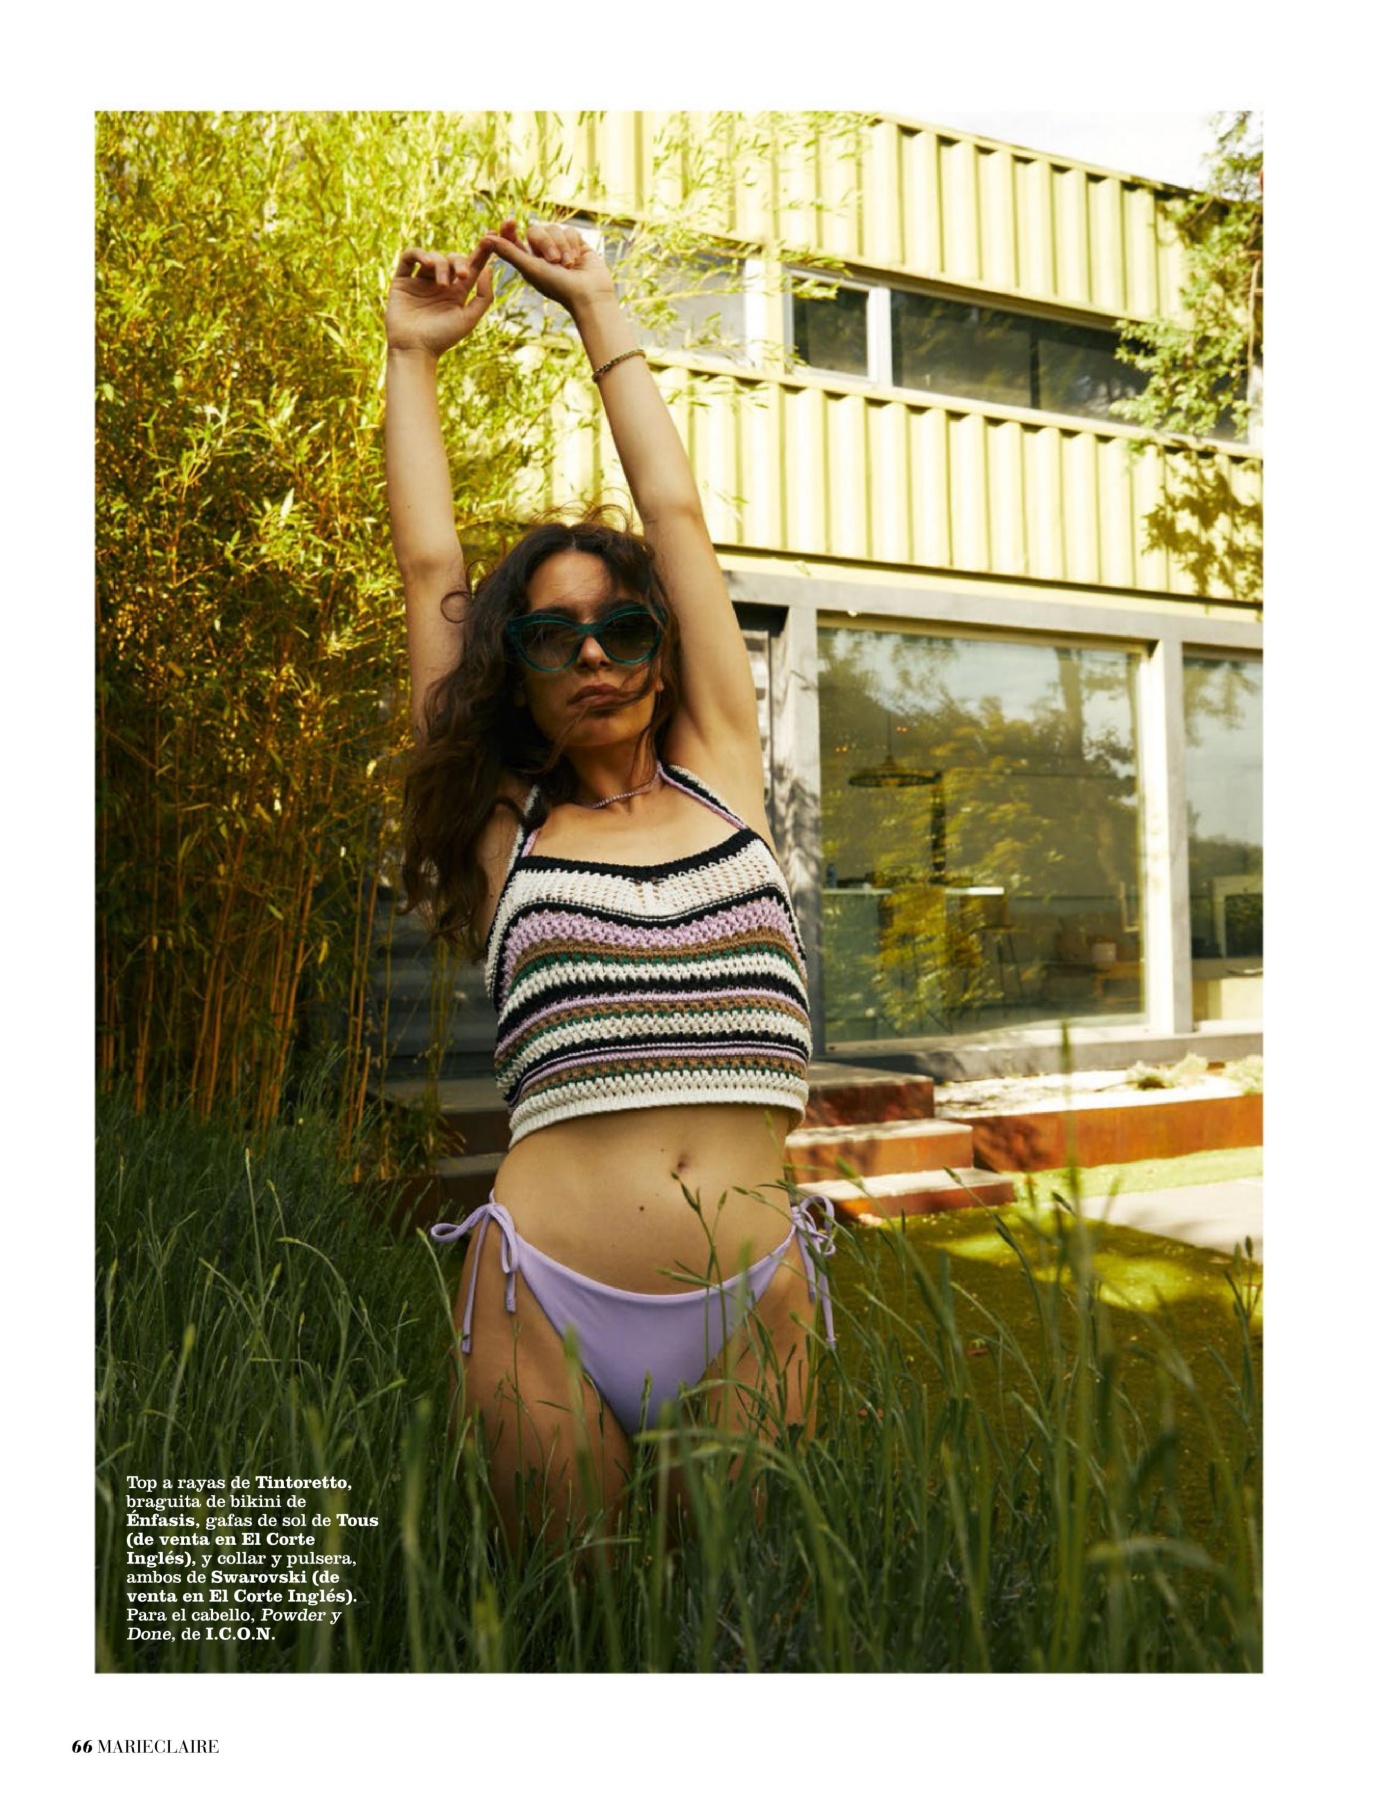 Top a rayas de Tintoretto,
braguita de bikini de
Énfasis, gafas de sol de Tous
(de venta en El Corte
Inglés), y collar y pulsera,
ambos de Swarovski (de
venta en El Corte Inglés).
Para el cabello, Powder y
Done, de I.C.O.N.
66 MARIECLAIRE